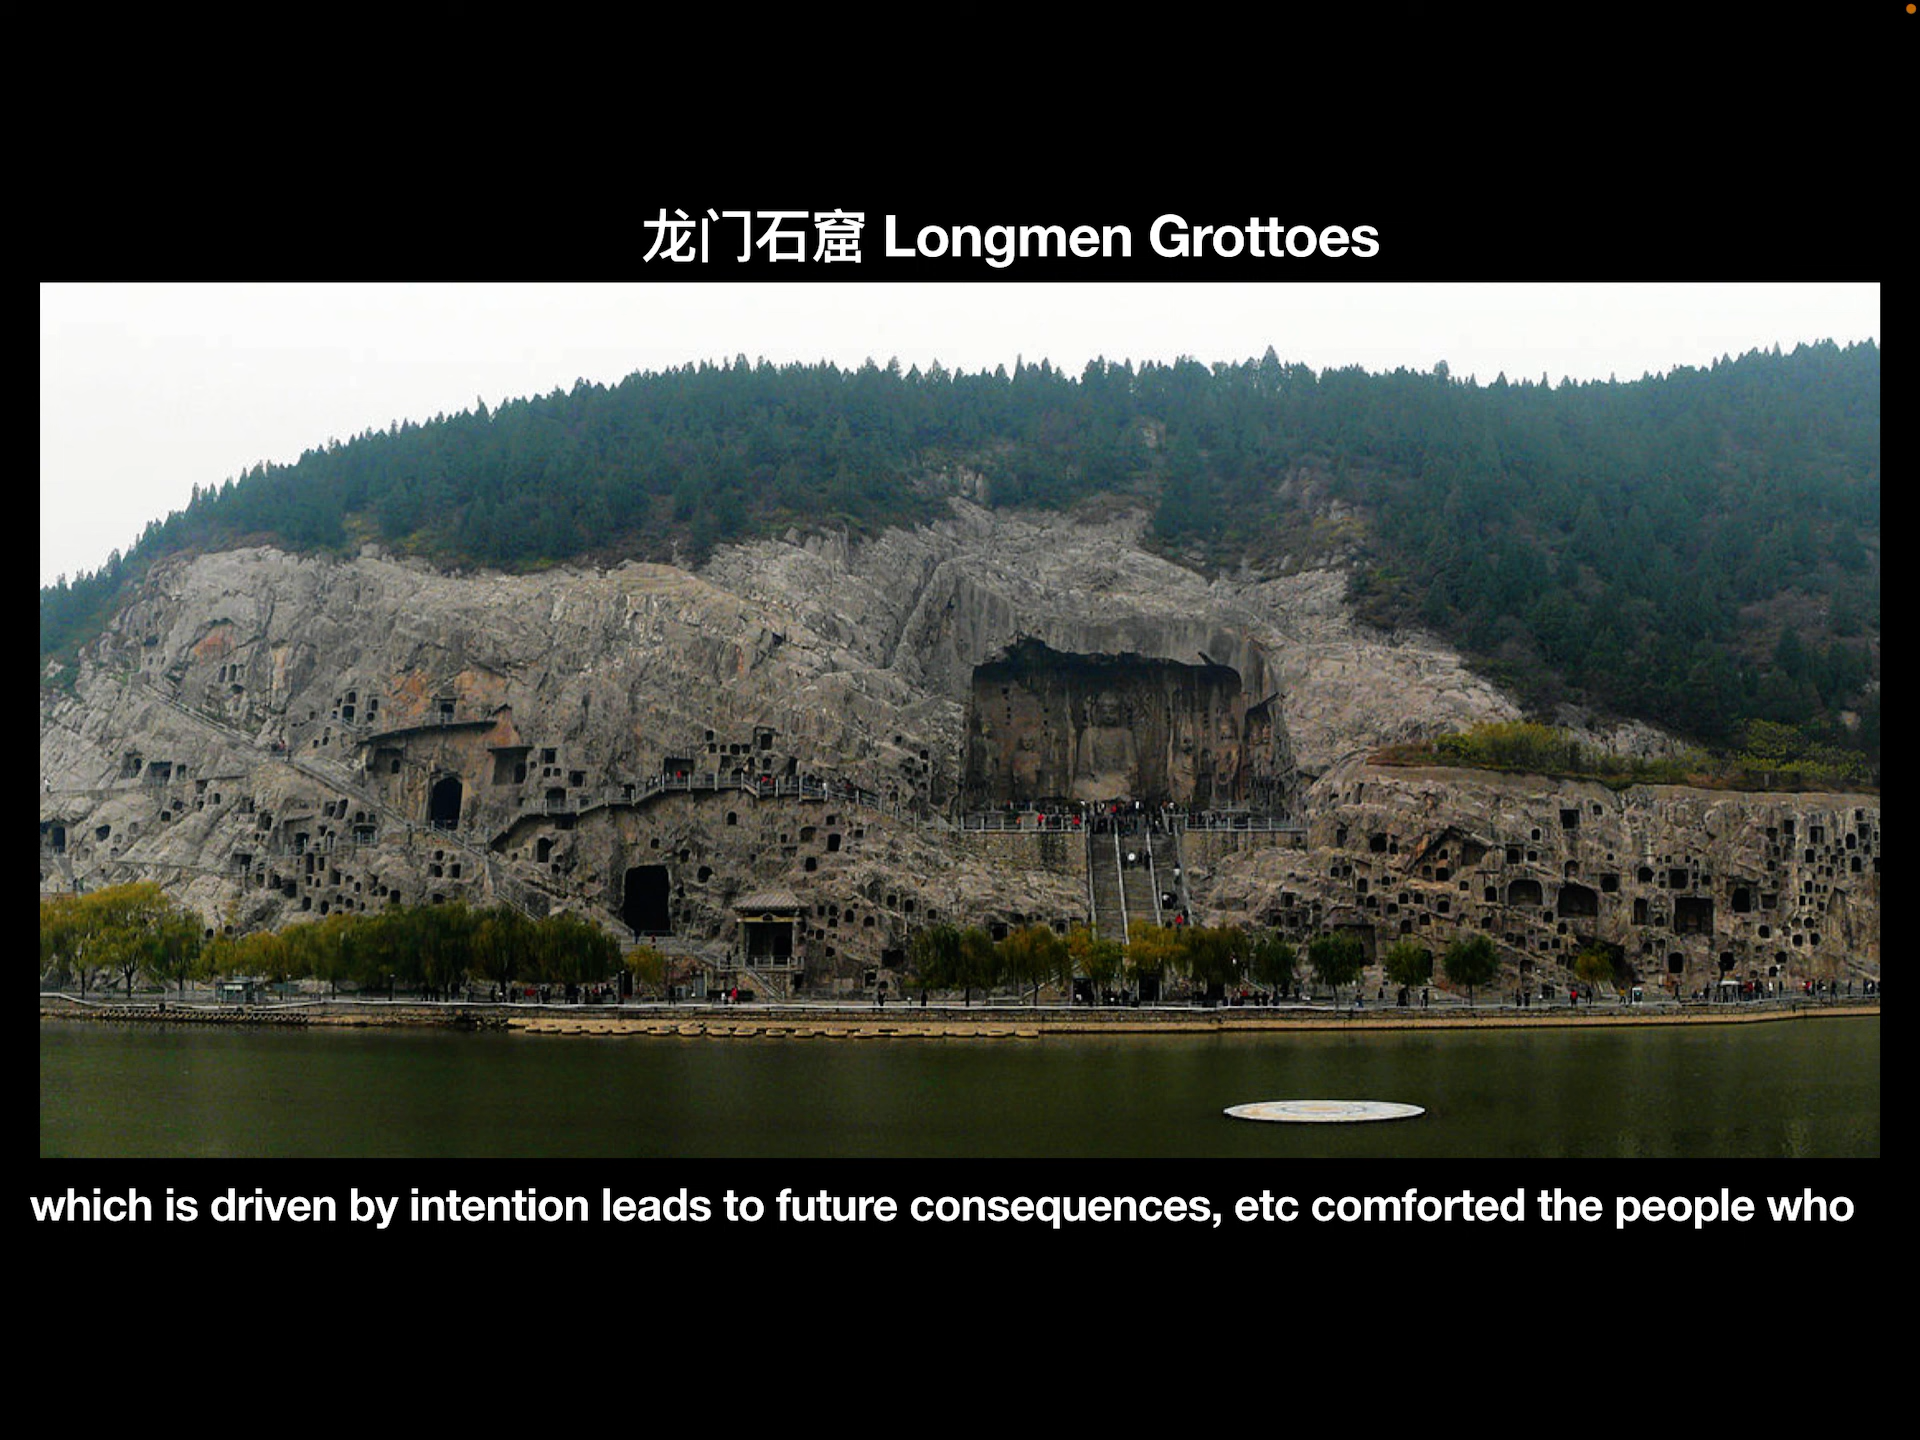 龙门石窟 Longmen Grottoes
which is driven by intention leads to future consequences, etc comforted the people who